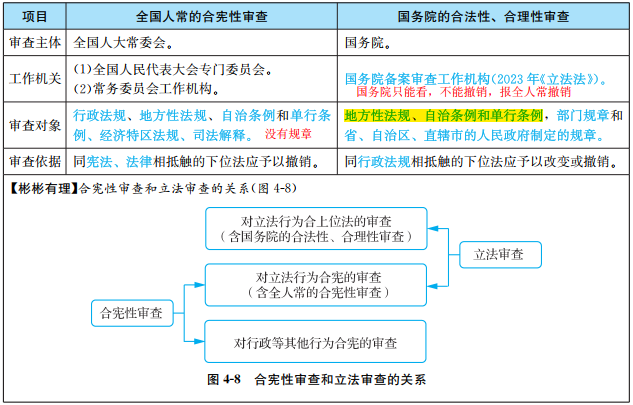 项目 全国人常的合宪性审查 国务院的合法性、合理性审查
审查主体 全国人大常委会。 国务院。
工作机关 (1)全国人民代表大会专门委员会。
(2)常务委员会工作机构。 国务院备案审查工作机构(2023年《立法法》)。
国务院只能看，不能撤销，报全人常撤销
审查对象 行政法规、地方性法规、自治条例和单行条
例、经济特区法规、司法解释。 没有规章 地方性法规、自治条例和单行条例，部门规章和
省、自治区、直辖市的人民政府制定的规章。
审查依据 同宪法、法律相抵触的下位法应予以撤销。 同行政法规相抵触的下位法应予以改变或撤销。
【彬彬有理】合宪性审查和立法审查的关系(图4-8)
对立法行为合上位法的审查
(含国务院的合法性、合理性审查)
立法审查
对立法行为合宪的审查
(含全人常的合宪性审查)
合宪性审查
对行政等其他行为合宪的审查
图4-8 合宪性审查和立法审查的关系